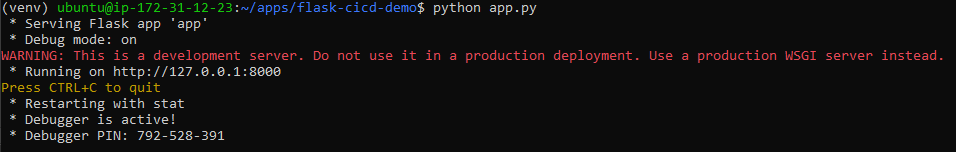 (venv) ubuntu@ip-172-31-12-23:~/apps/flask-cicd-demo$ python app.py
 * Serving Flask app 'app'
 * Debug mode: on
WARNING: This is a development server. Do not use it in a production deployment. Use a production WSGI server instead.
 * Running on http://127.0.0.1:8000
Press CTRL+C to quit
 * Restarting with stat
 * Debugger is active!
 * Debugger PIN: 792-528-391